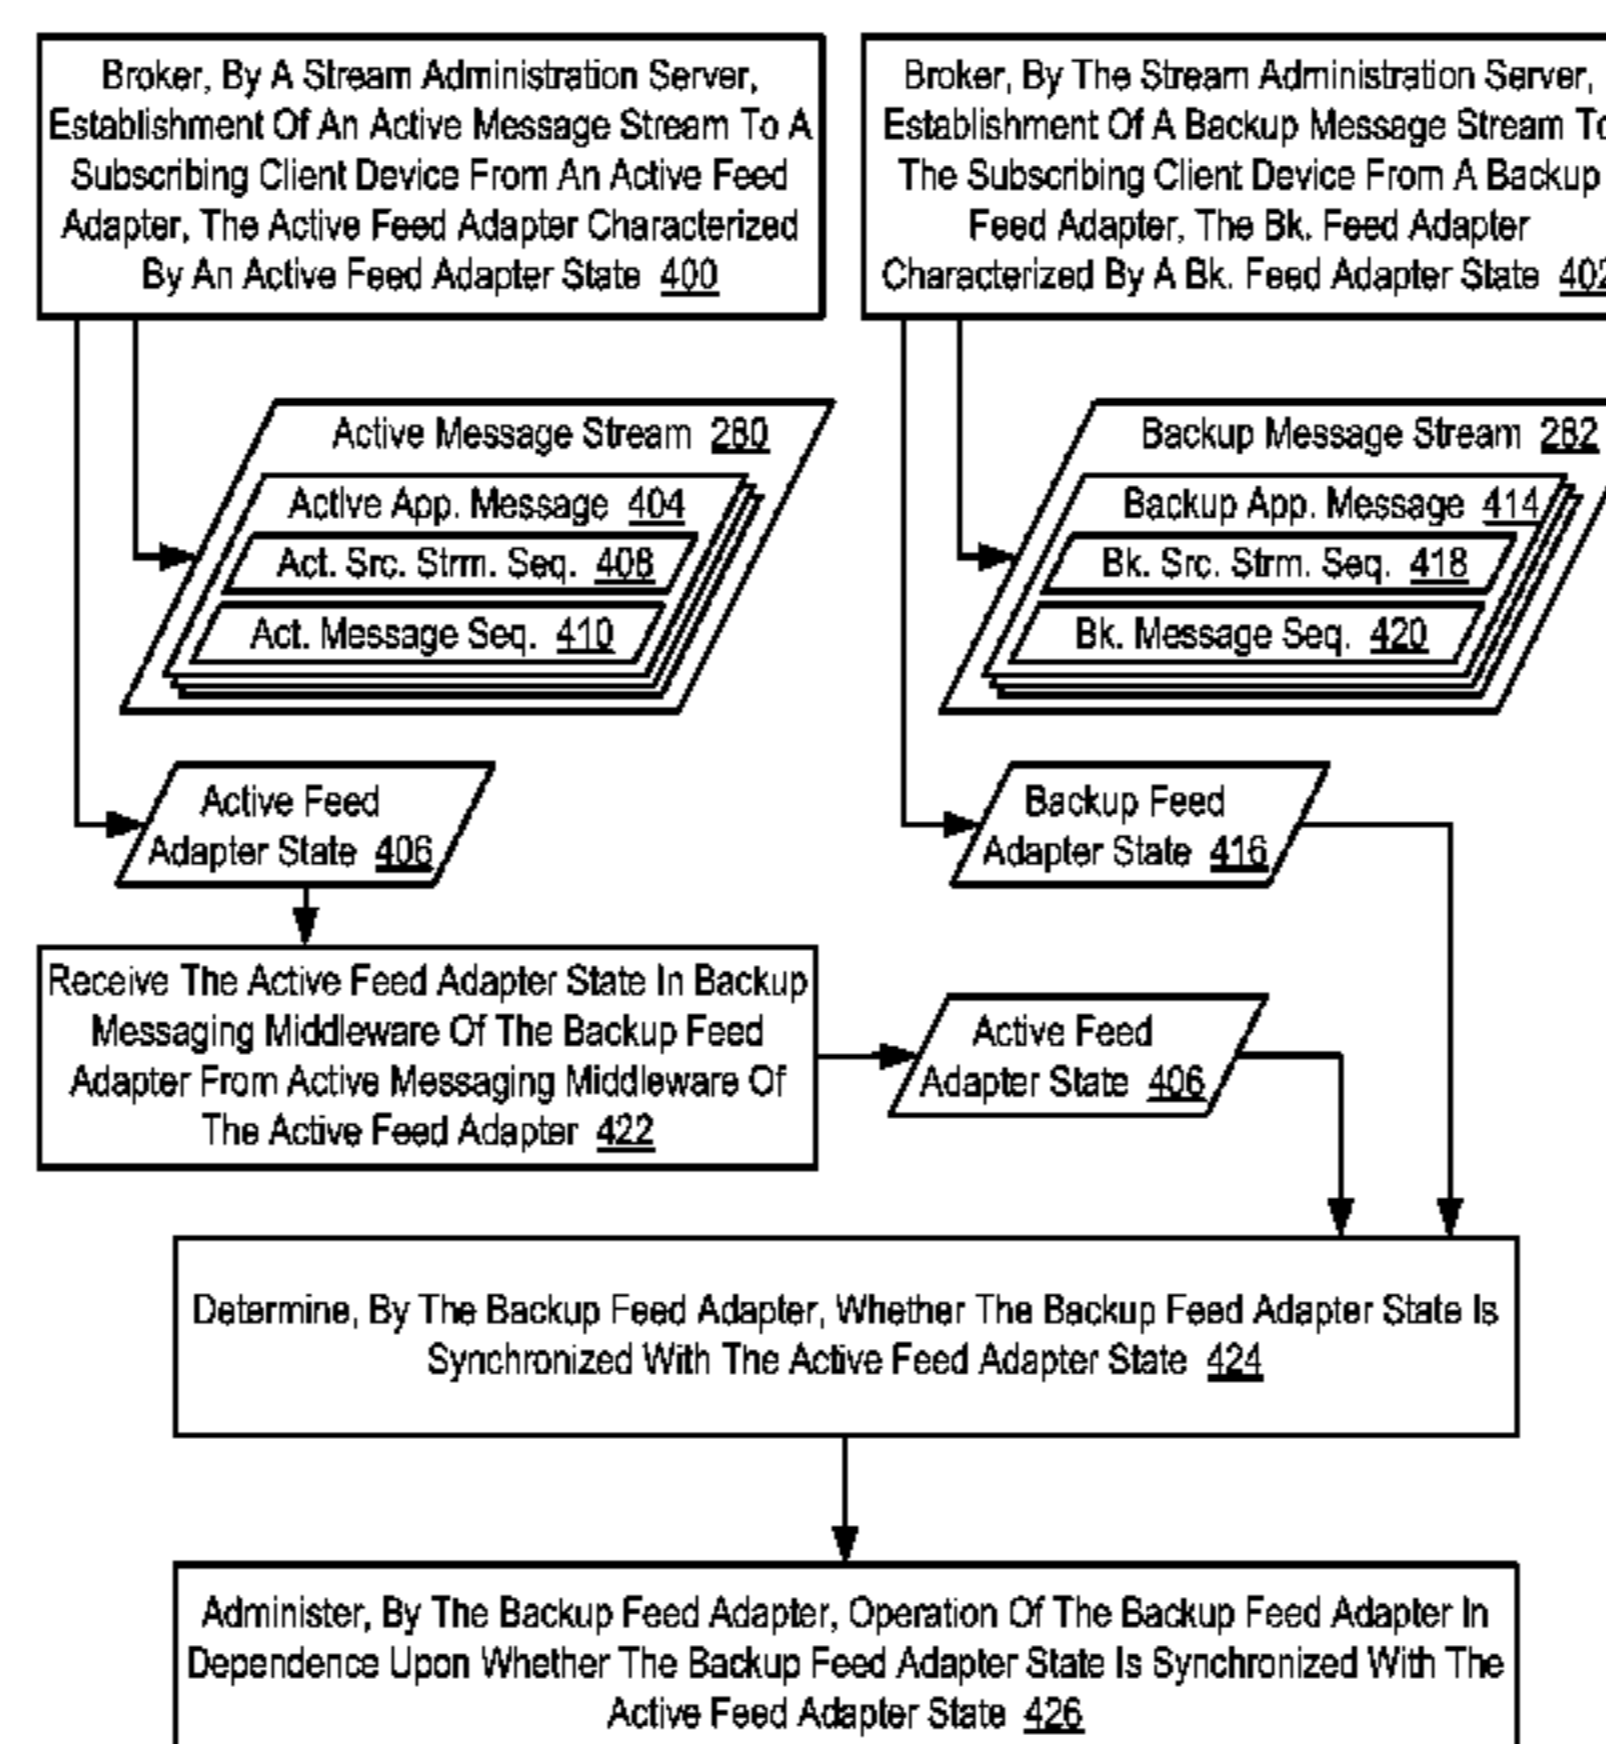 Broker, By A Stream Administration Server,
Establishment Of An Active Message Stream To A
Subscribing Client Device From An Active Feed
Adapter, The Active Feed Adapter Characterized
By An Active Feed Adapter State 400
Broker, By The Stream Administration Server,
Establishment Of A Backup Message Stream To
The Subscribing Client Device From A Backup
Feed Adapter, The Bk. Feed Adapter
Characterized By A Bk. Feed Adapter State 402
Active Message Stream 280
Active App. Message 404
Act. Src. Strm. Seq. 408
Act. Message Seq. 410
Backup Message Stream 282
Backup App. Message 414
Bk. Src. Strm. Seq. 418
Bk. Message Seq. 420
Active Feed
Adapter State 406
Backup Feed
Adapter State 416
Receive The Active Feed Adapter State In Backup
Messaging Middleware Of The Backup Feed
Adapter From Active Messaging Middleware Of
The Active Feed Adapter 422
Active Feed
Adapter State 406
Determine, By The Backup Feed Adapter, Whether The Backup Feed Adapter State Is
Synchronized With The Active Feed Adapter State 424
Administer, By The Backup Feed Adapter, Operation Of The Backup Feed Adapter In
Dependence Upon Whether The Backup Feed Adapter State Is Synchronized With The
Active Feed Adapter State 426